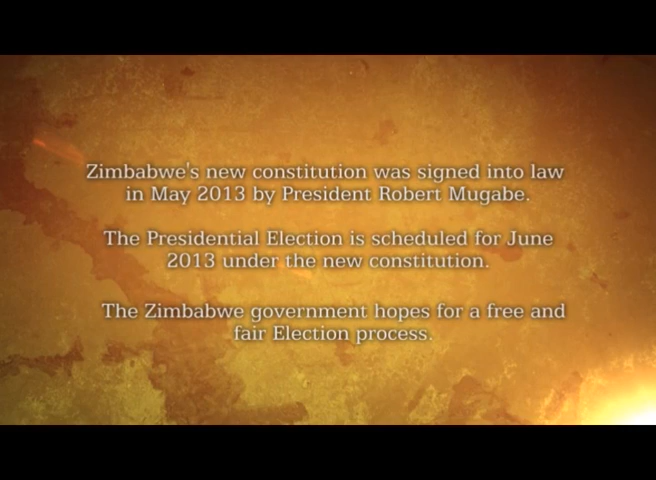 Zimbabwe's new constitution was signed into law
in May 2013 by President Robert Mugabe.
The Presidential Election is scheduled for June
2013 under the new constitution.
The Zimbabwe government hopes for a free and
fair Election process.